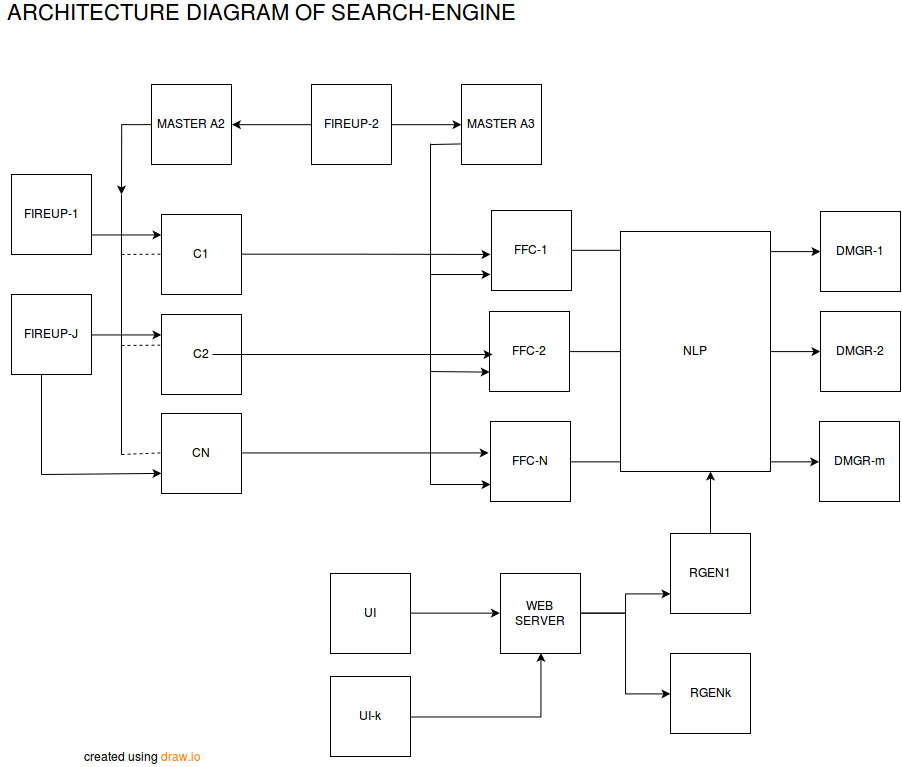 ARCHITECTURE DIAGRAM OF SEARCH-ENGINE
MASTER A2
FIREUP-2
MASTER A3
FIREUP-1
C1
FFC-1
DMGR-1
FIREUP-J
C2
FFC-2
NLP
DMGR-2
CN
FFC-N
DMGR-m
RGEN1
UI
WEB
SERVER
RGENk
UI-k
created using draw.io